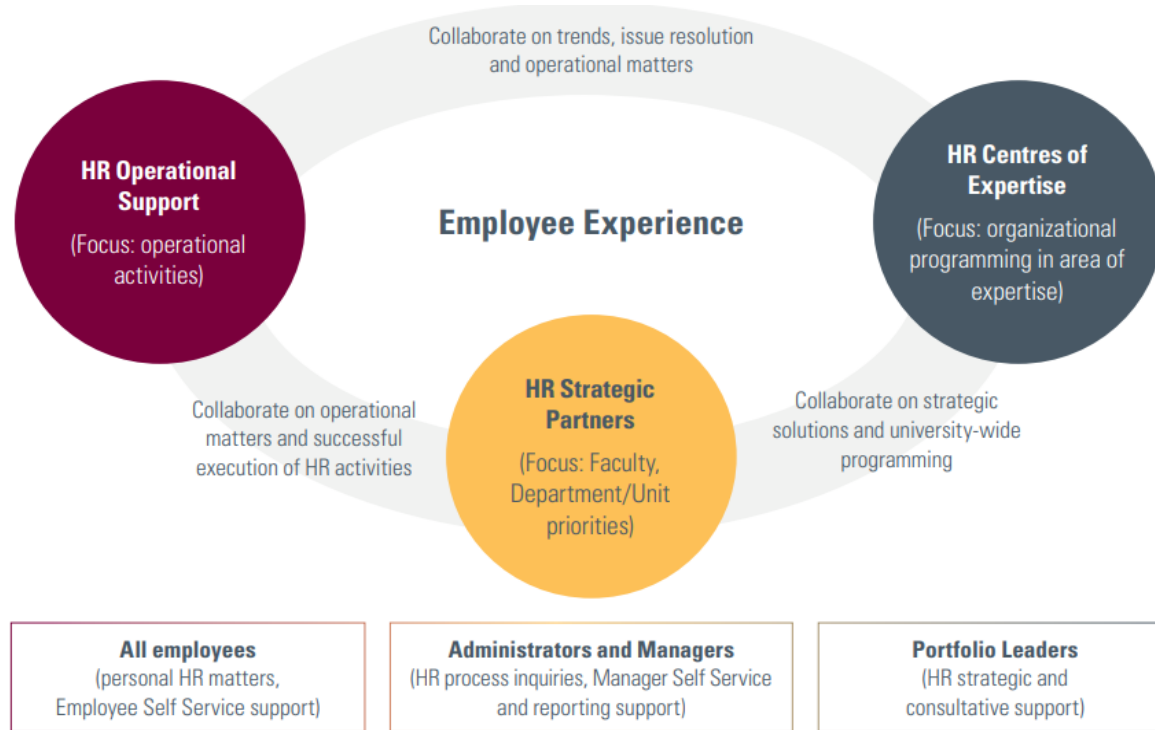 Collaborate on trends, issue resolution
and operational matters
HR Operational
Support
(Focus: operational
activities)
Employee Experience
HR Centres of
Expertise
(Focus: organizational
programming in area of
expertise)
Collaborate on operational
matters and successful
execution of HR activities
HR Strategic
Partners
(Focus: Faculty,
Department/Unit
priorities)
Collaborate on strategic
solutions and university-wide
programming
All employees
(personal HR matters,
Employee Self Service support)
Administrators and Managers
(HR process inquiries, Manager Self Service
and reporting support)
Portfolio Leaders
(HR strategic and
consultative support)